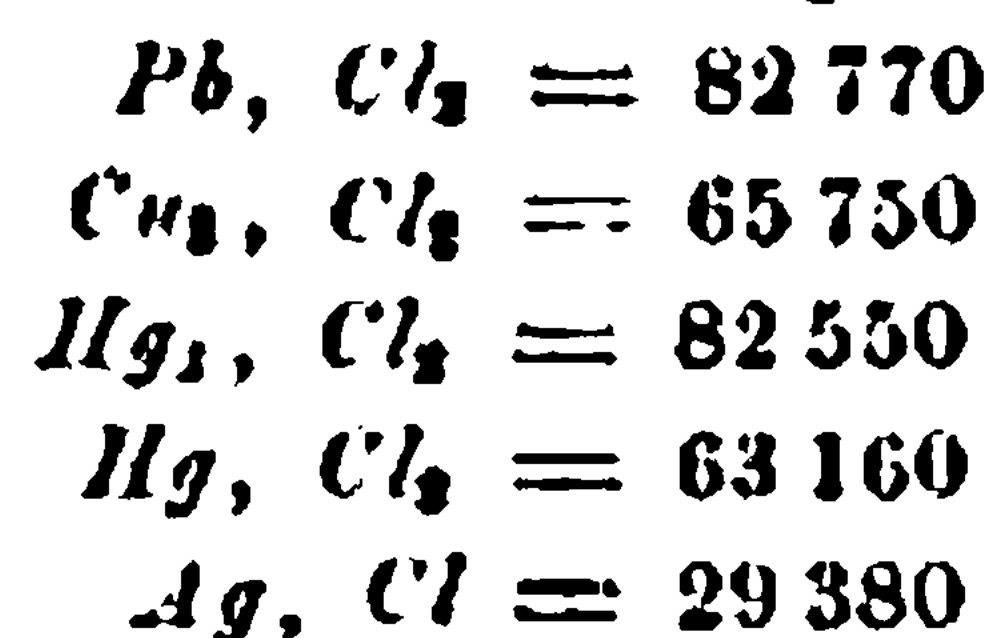 Pb, Cl₂ = 82 770
Cu₂, Cl₂ = 65 750
Hg₂, Cl₂ = 82 550
Hg, Cl₂ = 63 160
Ag, Cl = 29 380